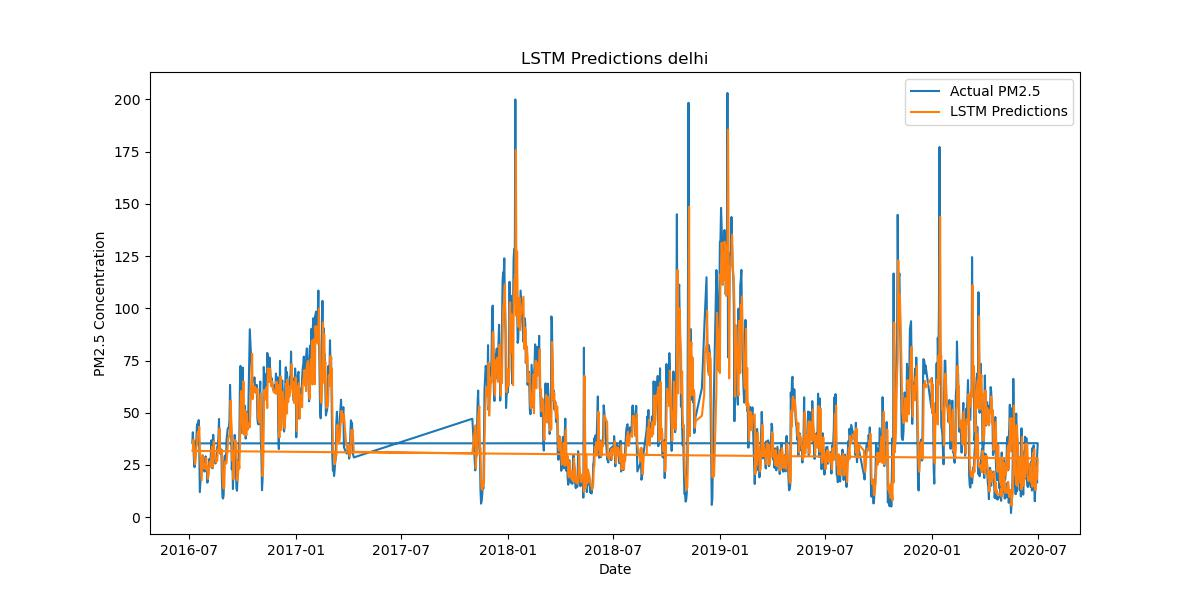 LSTM Predictions delhi
Actual PM2.5
LSTM Predictions
PM2.5 Concentration
200
175
150
125
100
75
50
25
0
2016-07 2017-01 2017-07 2018-01 2018-07 2019-01 2019-07 2020-01 2020-07
Date